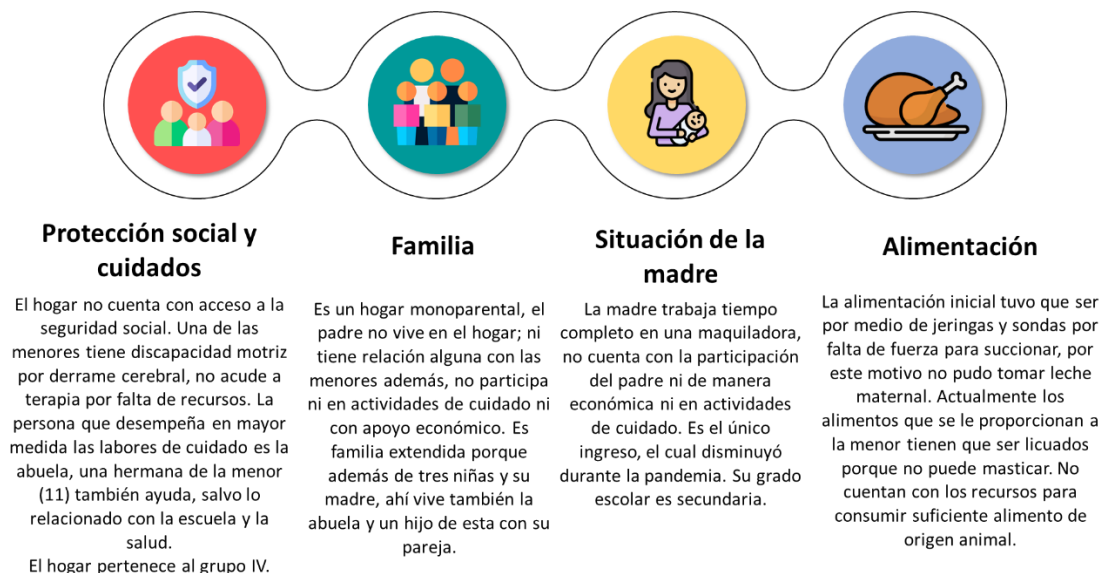 Protección social y
cuidados
El hogar no cuenta con acceso a la
seguridad social. Una de las
menores tiene discapacidad motriz
por derrame cerebral, no acude a
terapia por falta de recursos. La
persona que desempeña en mayor
medida las labores de cuidado es la
abuela, una hermana de la menor
(11) también ayuda, salvo lo
relacionado con la escuela y la
salud.
El hogar pertenece al grupo IV.
Familia
Es un hogar monoparental, el
padre no vive en el hogar; ni
tiene relación alguna con las
menores además, no participa
ni en actividades de cuidado ni
con apoyo económico. Es
familia extendida porque
además de tres niñas y su
madre, ahí vive también la
abuela y un hijo de esta con su
pareja.
Situación de la
madre
La madre trabaja tiempo
completo en una maquiladora,
no cuenta con la participación
del padre ni de manera
económica ni en actividades
de cuidado. Es el único
ingreso, el cual disminuyó
durante la pandemia. Su grado
escolar es secundaria.
Alimentación
La alimentación inicial tuvo que ser
por medio de jeringas y sondas por
falta de fuerza para succionar, por
este motivo no pudo tomar leche
maternal. Actualmente los
alimentos que se le proporcionan a
la menor tienen que ser licuados
porque no puede masticar. No
cuentan con los recursos para
consumir suficiente alimento de
origen animal.